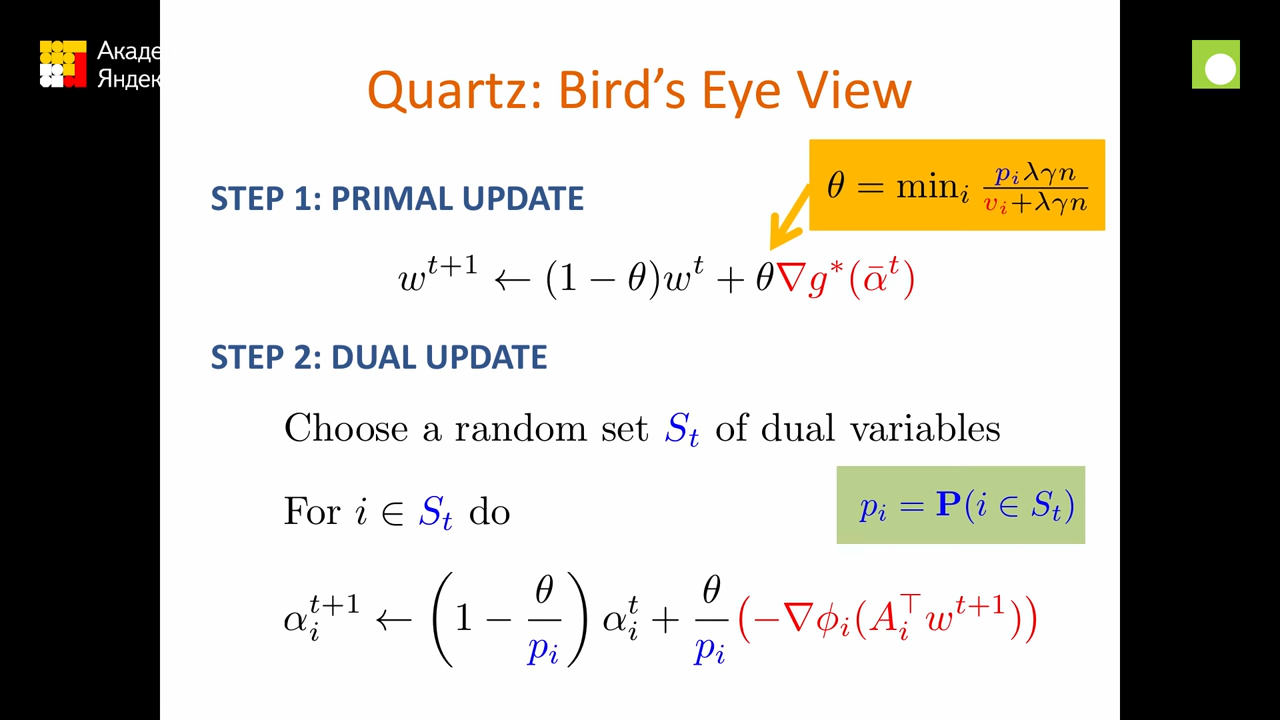 Акаде
Яндек
Quartz: Bird's Eye View
STEP 1: PRIMAL UPDATE
θ = min_i p_iλγn / v_i+λγn
w^{t+1} ← (1 − θ)w^t + θ∇g*(ᾱ^t)
STEP 2: DUAL UPDATE
Choose a random set S_t of dual variables
For i ∈ S_t do
p_i = P(i ∈ S_t)
α_i^{t+1} ← (1 − θ/p_i) α_i^t + θ/p_i (−∇ϕ_i(A_i^⊤ w^{t+1}))